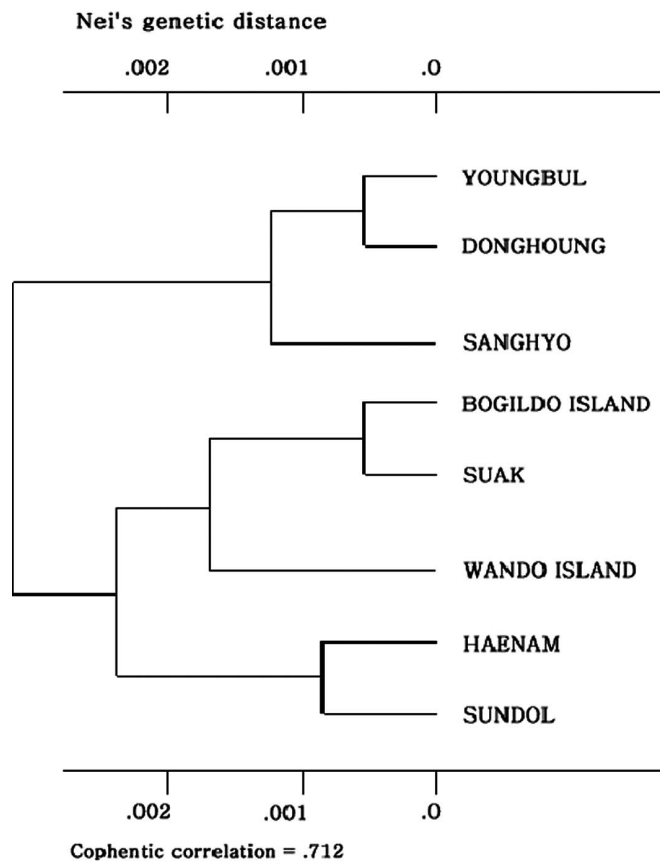 Nei's genetic distance
.002 .001 .0
YOUNGBUL
DONGHOUNG
SANGHYO
BOGILDO ISLAND
SUAK
WANDO ISLAND
HAENAM
SUNDOL
.002 .001 .0
Cophentic correlation = .712